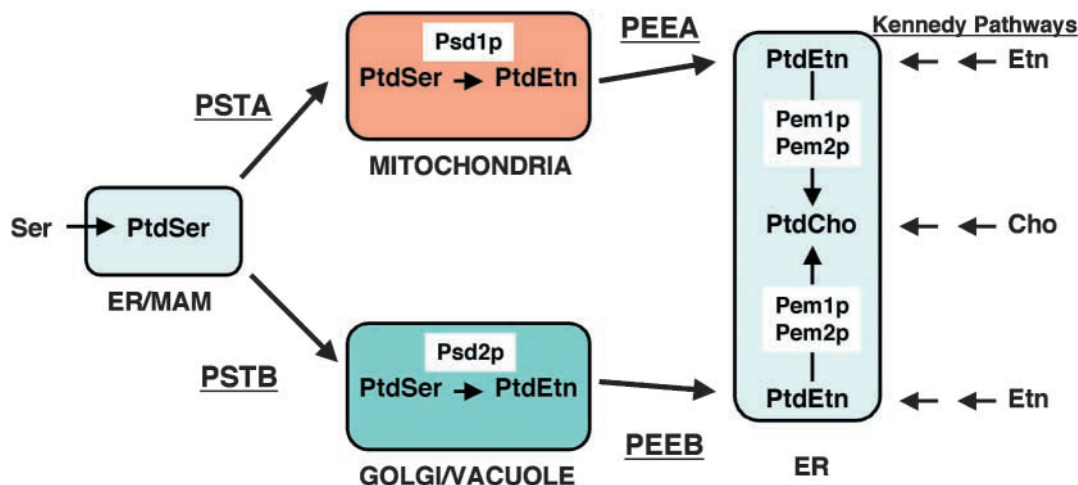 PEEA
Kennedy Pathways
Psd1p
PtdSer PtdEtn
PtdEtn
Etn
PSTA
Pem1p
Pem2p
MITOCHONDRIA
Ser
PtdSer
PtdCho
Cho
ER/MAM
Pem1p
Pem2p
Psd2p
PSTB
PtdSer PtdEtn
PtdEtn
Etn
PEEB
GOLGI/VACUOLE
ER